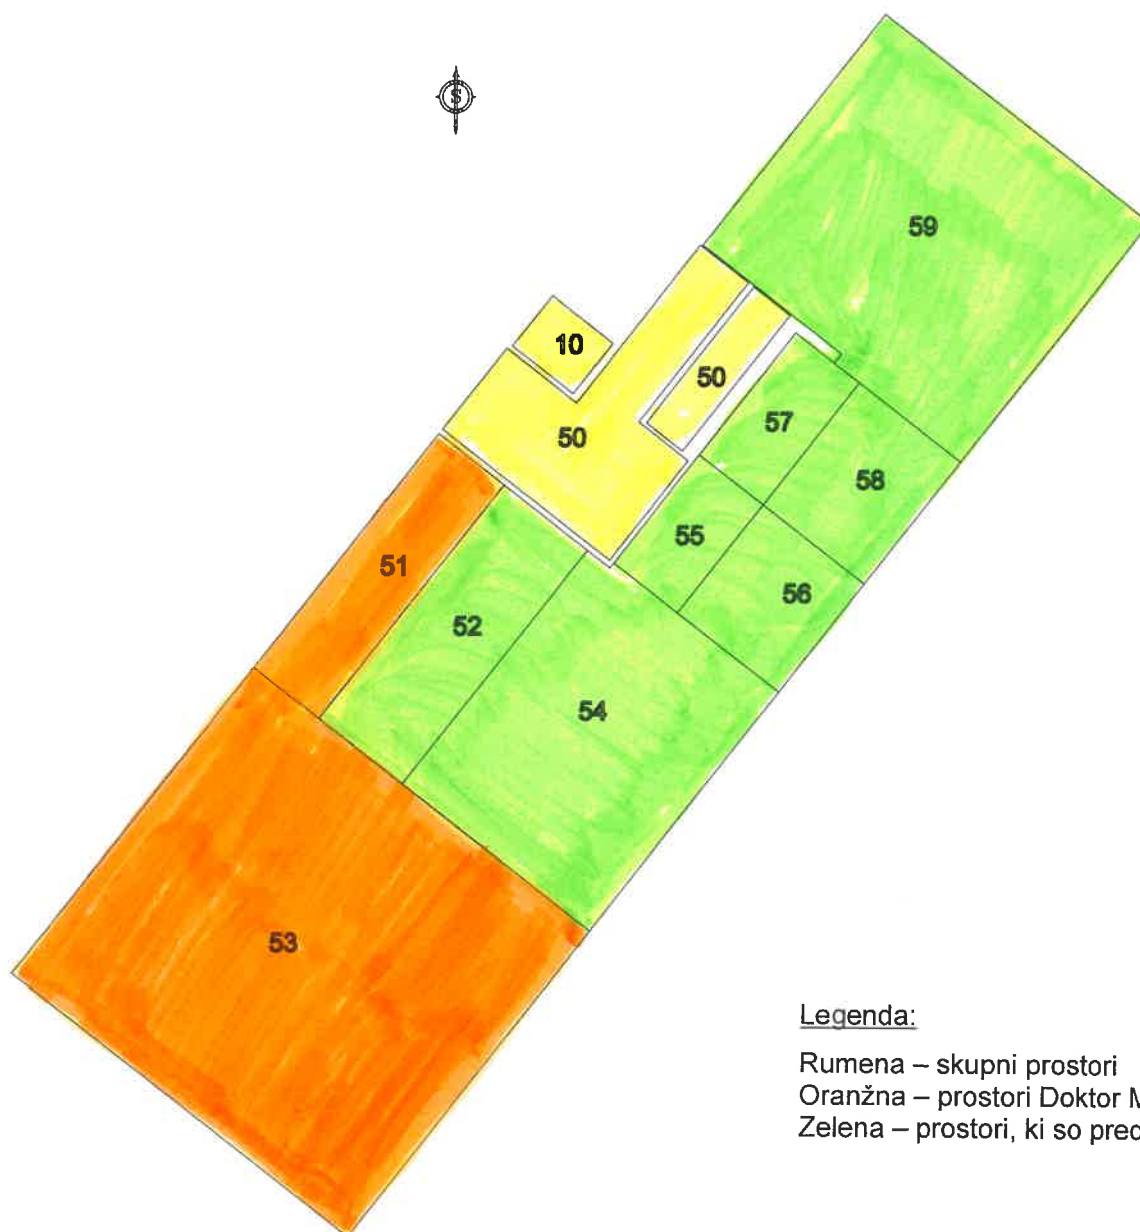 S
59
10
50
50
57
58
51
55
56
52
54
53
Legenda:
Rumena – skupni prostori
Oranžna – prostori Doktor
Zelena – prostori, ki so